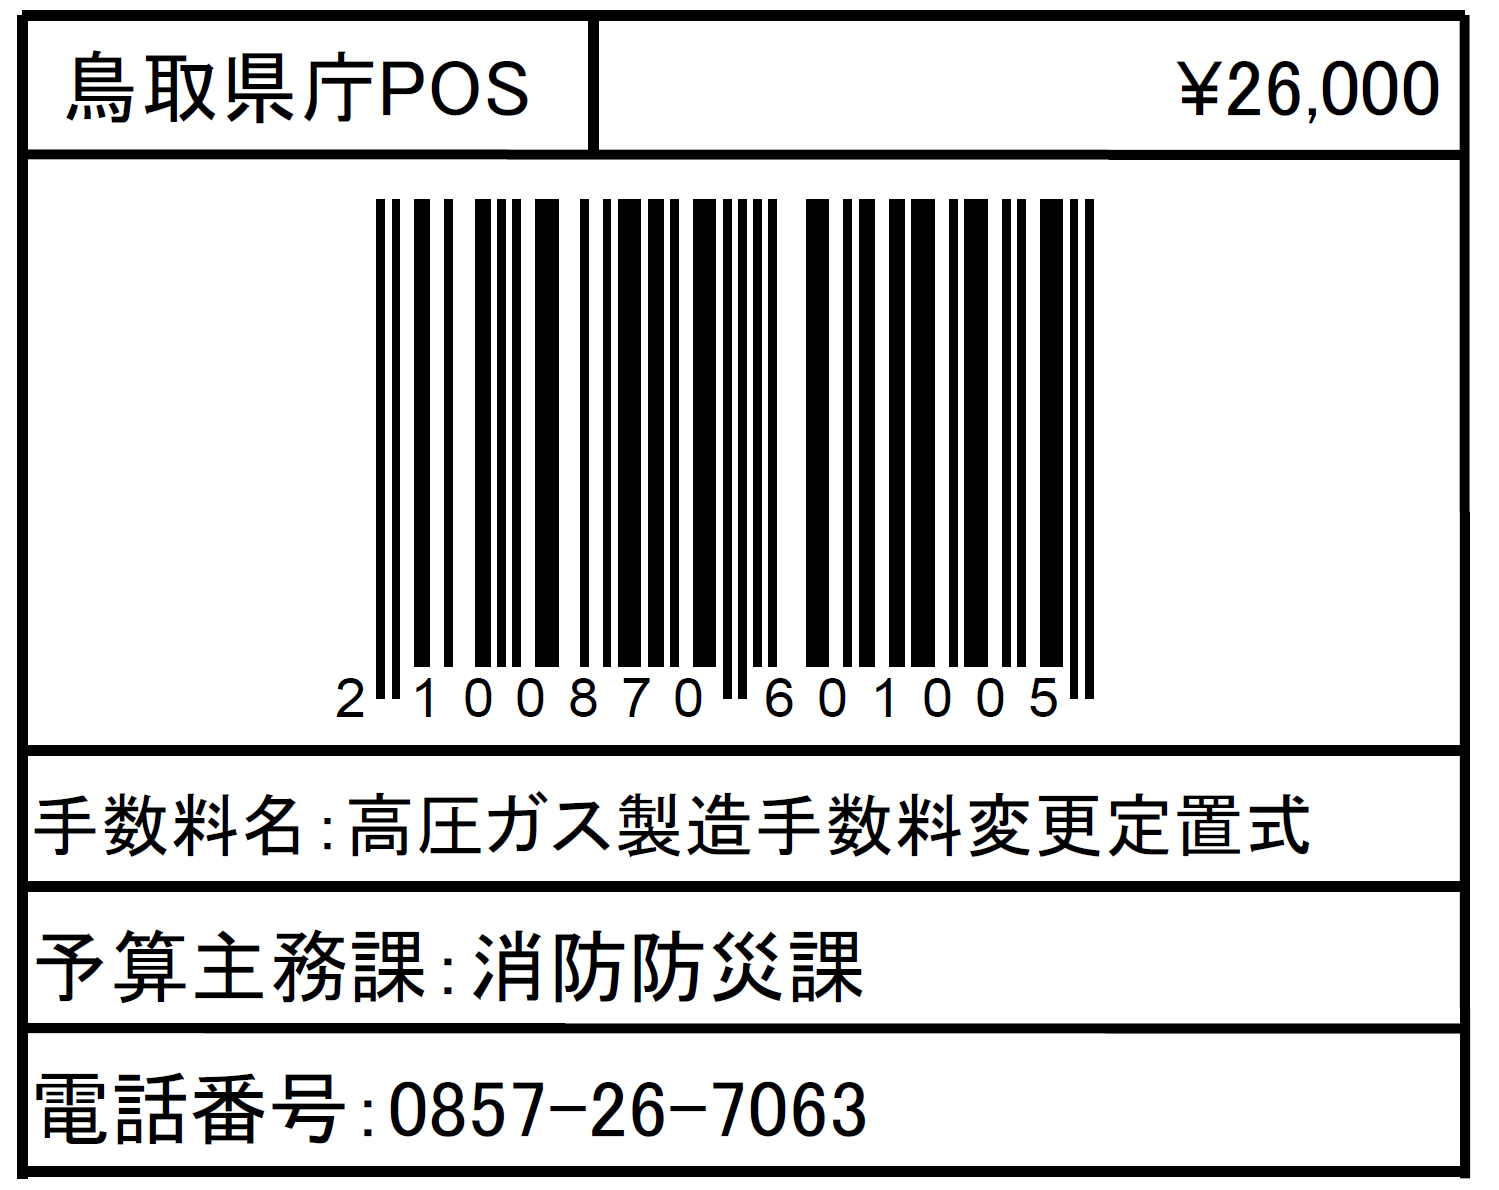 鳥取県庁POS
¥26,000
2 100870 601005
手数料名:高圧ガス製造手数料変更定置式
予算主務課:消防防災課
電話番号:0857-26-7063